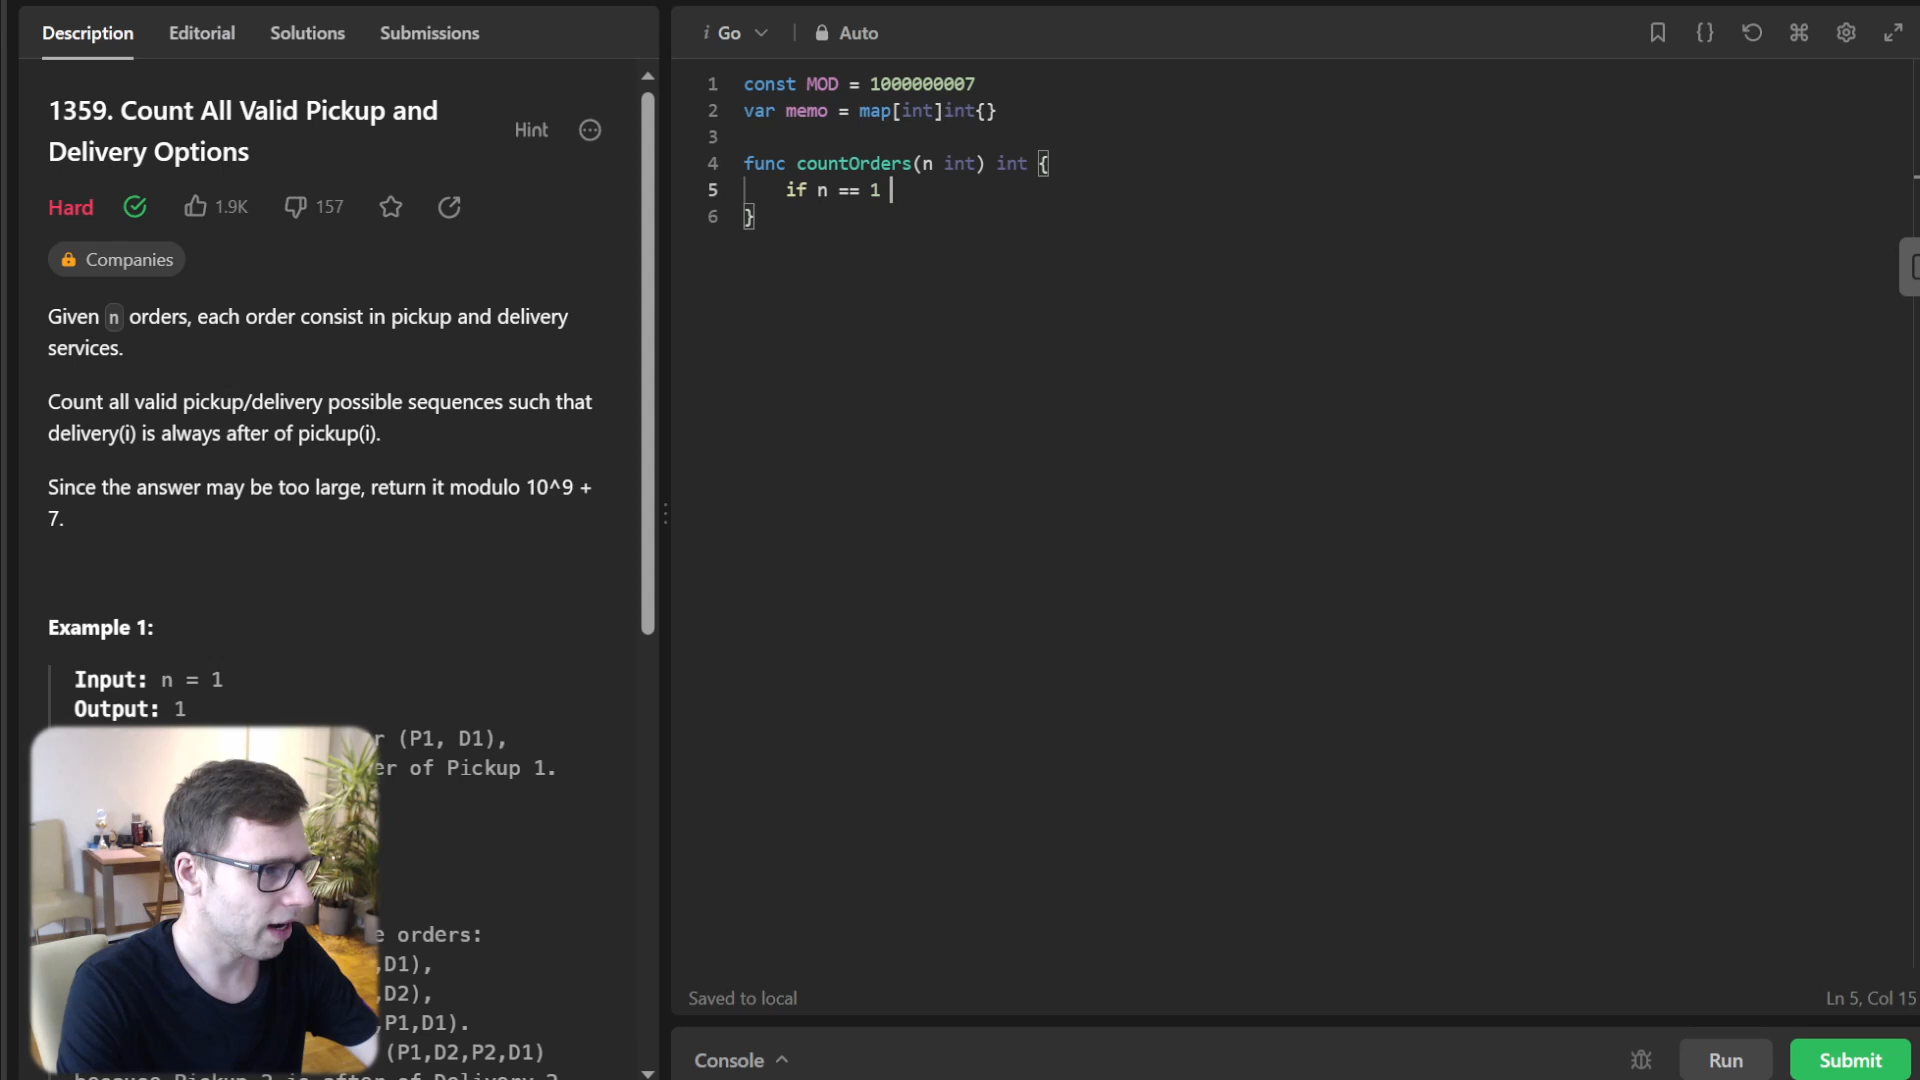 Description Editorial Solutions Submissions
1359. Count All Valid Pickup and
Delivery Options
Hint
Hard 1.9K 157
Companies
Given n orders, each order consist in pickup and delivery
services.
Count all valid pickup/delivery possible sequences such that
delivery(i) is always after of pickup(i).
Since the answer may be too large, return it modulo 10^9 +
7.
Example 1:
Input: n = 1
Output: 1
r (P1, D1),
er of Pickup 1.
e orders:
,D1),
,D2),
,P1,D1).
(P1,D2,P2,D1)
i Go Auto
1 const MOD = 1000000007
2 var memo = map[int]int{}
3
4 func countOrders(n int) int {
5 if n == 1
6 }
Saved to local
Ln 5, Col 15
Console
Run Submit